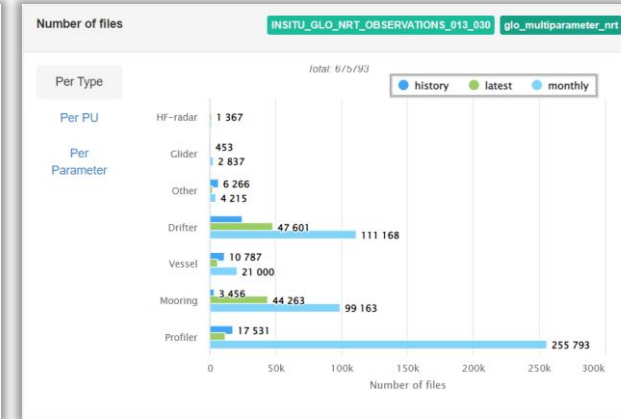 Number of files
INSITU_GLO_NRT_OBSERVATIONS_013_030 glo_multiparameter_nrt
Total: 675793
history latest monthly
Per Type
Per PU
Per
Parameter
HF-radar 1 367
Glider 453
2 837
Other 6 266
4 215
Drifter 47 601
111 168
Vessel 10 787
21 000
Mooring 3 456
44 263
99 163
Profiler 17 531
255 793
0 50k 100k 150k 200k 250k 300k
Number of files